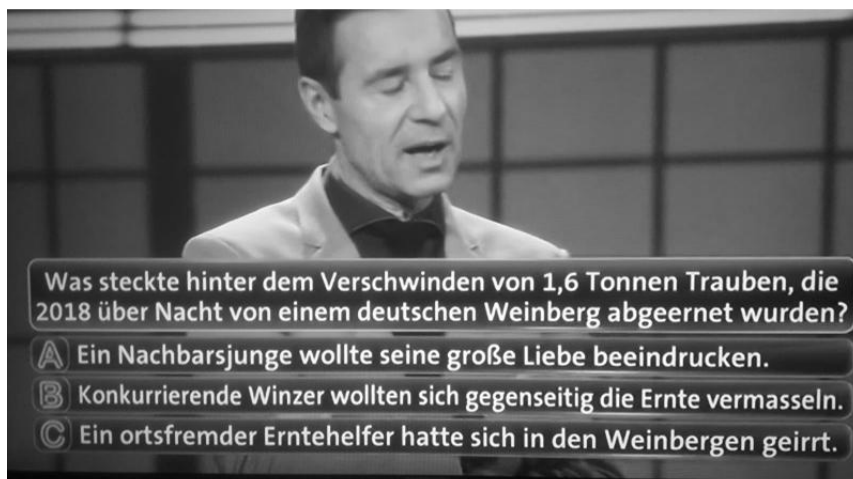 Was steckte hinter dem Verschwinden von 1,6 Tonnen Trauben, die
2018 über Nacht von einem deutschen Weinberg abgeernet wurden?
A Ein Nachbarsjunge wollte seine große Liebe beeindrucken.
B Konkurrierende Winzer wollten sich gegenseitig die Ernte vermasseln.
C Ein ortsfremder Erntehelfer hatte sich in den Weinbergen geirrt.